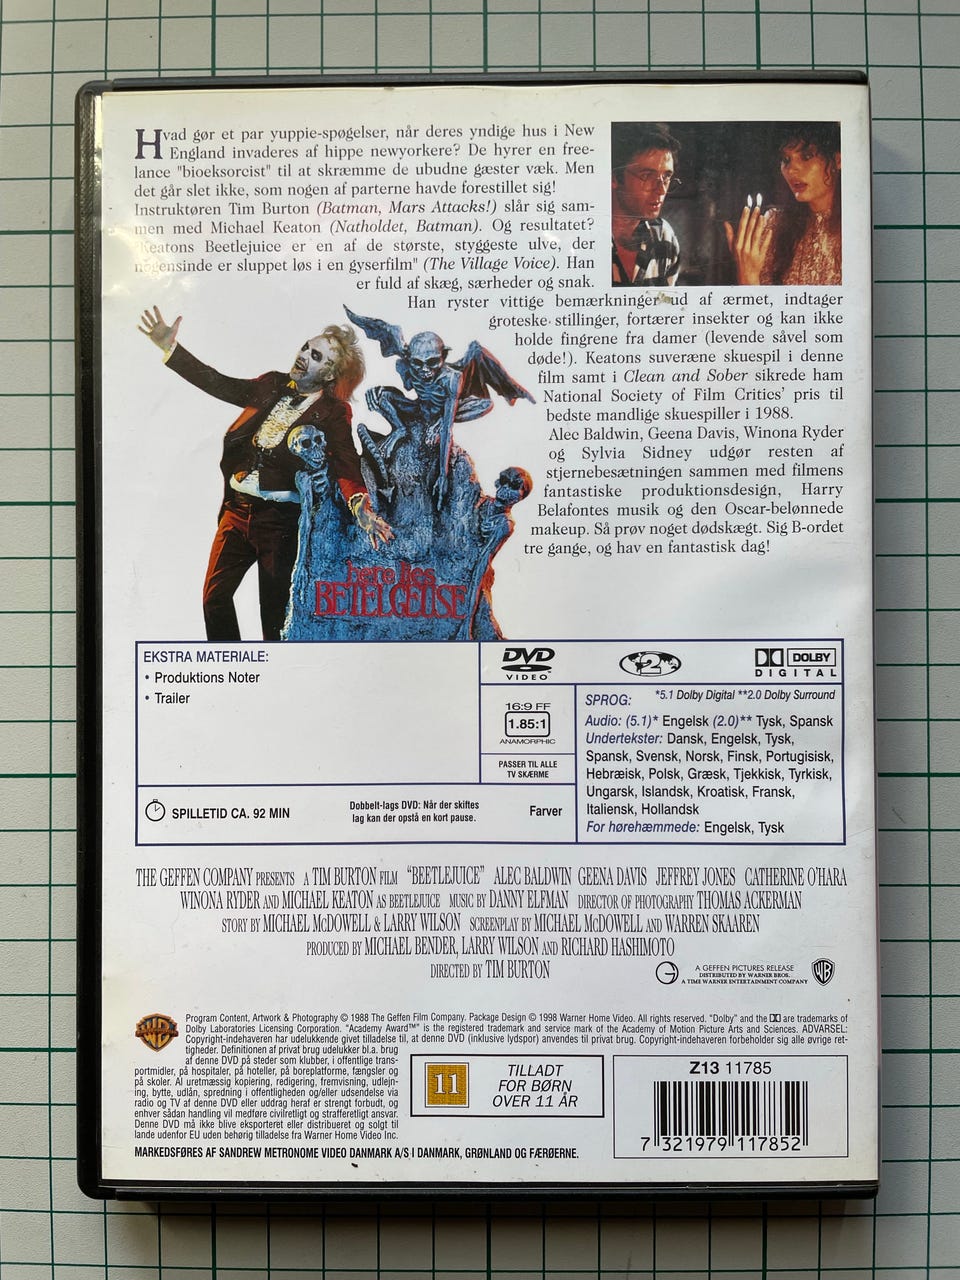 Hvad gør et par yuppie-spøgelser, når deres yndige hus i New
England invaderes af hippe newyorkere? De hyrer en free-
lance "bioeksorcist" til at skræmme de ubudne gæster væk. Men
det går slet ikke, som nogen af parterne havde forestillet sig!
Instruktøren Tim Burton (Batman, Mars Attacks!) slår sig sam-
men med Michael Keaton (Natholdet, Batman). Og resultatet?
"Keatons Beetlejuice er en af de største, styggeste ulve, der
nogensinde er sluppet løs i en gyserfilm" (The Village Voice). Han
er fuld af skæg, særheder og snak.
Han ryster vittige bemærkninger ud af ærmet, indtager
groteske stillinger, fortærer insekter og kan ikke
holde fingrene fra damer (levende såvel som
døde!). Keatons suveræne skuespil i denne
film samt i Clean and Sober sikrede ham
National Society of Film Critics' pris til
bedste mandlige skuespiller i 1988.
Alec Baldwin, Geena Davis, Winona Ryder
og Sylvia Sidney udgør resten af
stjernebesætningen sammen med filmens
fantastiske produktionsdesign, Harry
Belafontes musik og den Oscar-belønnede
makeup. Så prøv noget dødskægt. Sig B-ordet
tre gange, og hav en fantastisk dag!
here lies
BETELGEUSE
EKSTRA MATERIALE:
• Produktions Noter
• Trailer
DVD
VIDEO
2
DOLBY
DIGITAL
16:9 FF
1.85:1
ANAMORPHIC
PASSER TIL ALLE
TV SKÆRME
SPROG: *5.1 Dolby Digital **2.0 Dolby Surround
Audio: (5.1)* Engelsk (2.0)** Tysk, Spansk
Undertekster: Dansk, Engelsk, Tysk,
Spansk, Svensk, Norsk, Finsk, Portugisisk,
Hebræisk, Polsk, Græsk, Tjekkisk, Tyrkisk,
Ungarsk, Islandsk, Kroatisk, Fransk,
Italiensk, Hollandsk
For hørehæmmede: Engelsk, Tysk
SPILLETID CA. 92 MIN
Dobbelt-lags DVD: Når der skiftes
lag kan der opstå en kort pause.
Farver
THE GEFFEN COMPANY PRESENTS A TIM BURTON FILM "BEETLEJUICE" ALEC BALDWIN GEENA DAVIS JEFFREY JONES CATHERINE O'HARA
WINONA RYDER AND MICHAEL KEATON AS BEETLEJUICE MUSIC BY DANNY ELFMAN DIRECTOR OF PHOTOGRAPHY THOMAS ACKERMAN
STORY BY MICHAEL McDOWELL & LARRY WILSON SCREENPLAY BY MICHAEL McDOWELL AND WARREN SKAAREN
PRODUCED BY MICHAEL BENDER, LARRY WILSON AND RICHARD HASHIMOTO
DIRECTED BY TIM BURTON
A GEFFEN PICTURES RELEASE
DISTRIBUTED BY WARNER BROS.
A TIME WARNER ENTERTAINMENT COMPANY
WB
Program Content, Artwork & Photography © 1988 The Geffen Film Company. Package Design © 1998 Warner Home Video. All rights reserved. "Dolby" and the DD are trademarks of
Dolby Laboratories Licensing Corporation. "Academy Award™" is the registered trademark and service mark of the Academy of Motion Picture Arts and Sciences. ADVARSEL:
Copyright-indehaveren har udelukkende givet tilladelse til, at denne DVD (inklusive lydspor) anvendes til privat brug. Copyright-indehaveren forbeholder sig alle øvrige ret-
tigheder. Definitionen af privat brug udelukker bl.a. brug
af denne DVD på steder som klubber, i offentlige trans-
portmidler, på hospitaler, på hoteller, på boreplatforme, fængsler og
på skoler. Al uretmæssig kopiering, redigering, fremvisning, udlejn-
ing, bytte, udlån, spredning i offentligheden og/eller udsendelse via
radio og TV af denne DVD eller uddrag heraf er strengt forbudt, og
enhver sådan handling vil medføre civilretligt og strafferetligt ansvar.
Denne DVD må ikke blive eksporteret eller distribueret og solgt til
lande udenfor EU uden behørig tilladelse fra Warner Home Video Inc.
MARKEDSFØRES AF SANDREW METRONOME VIDEO DANMARK A/S I DANMARK, GRØNLAND OG FÆRØERNE.
11
TILLADT
FOR BØRN
OVER 11 ÅR
Z13 11785
7 321979 117852